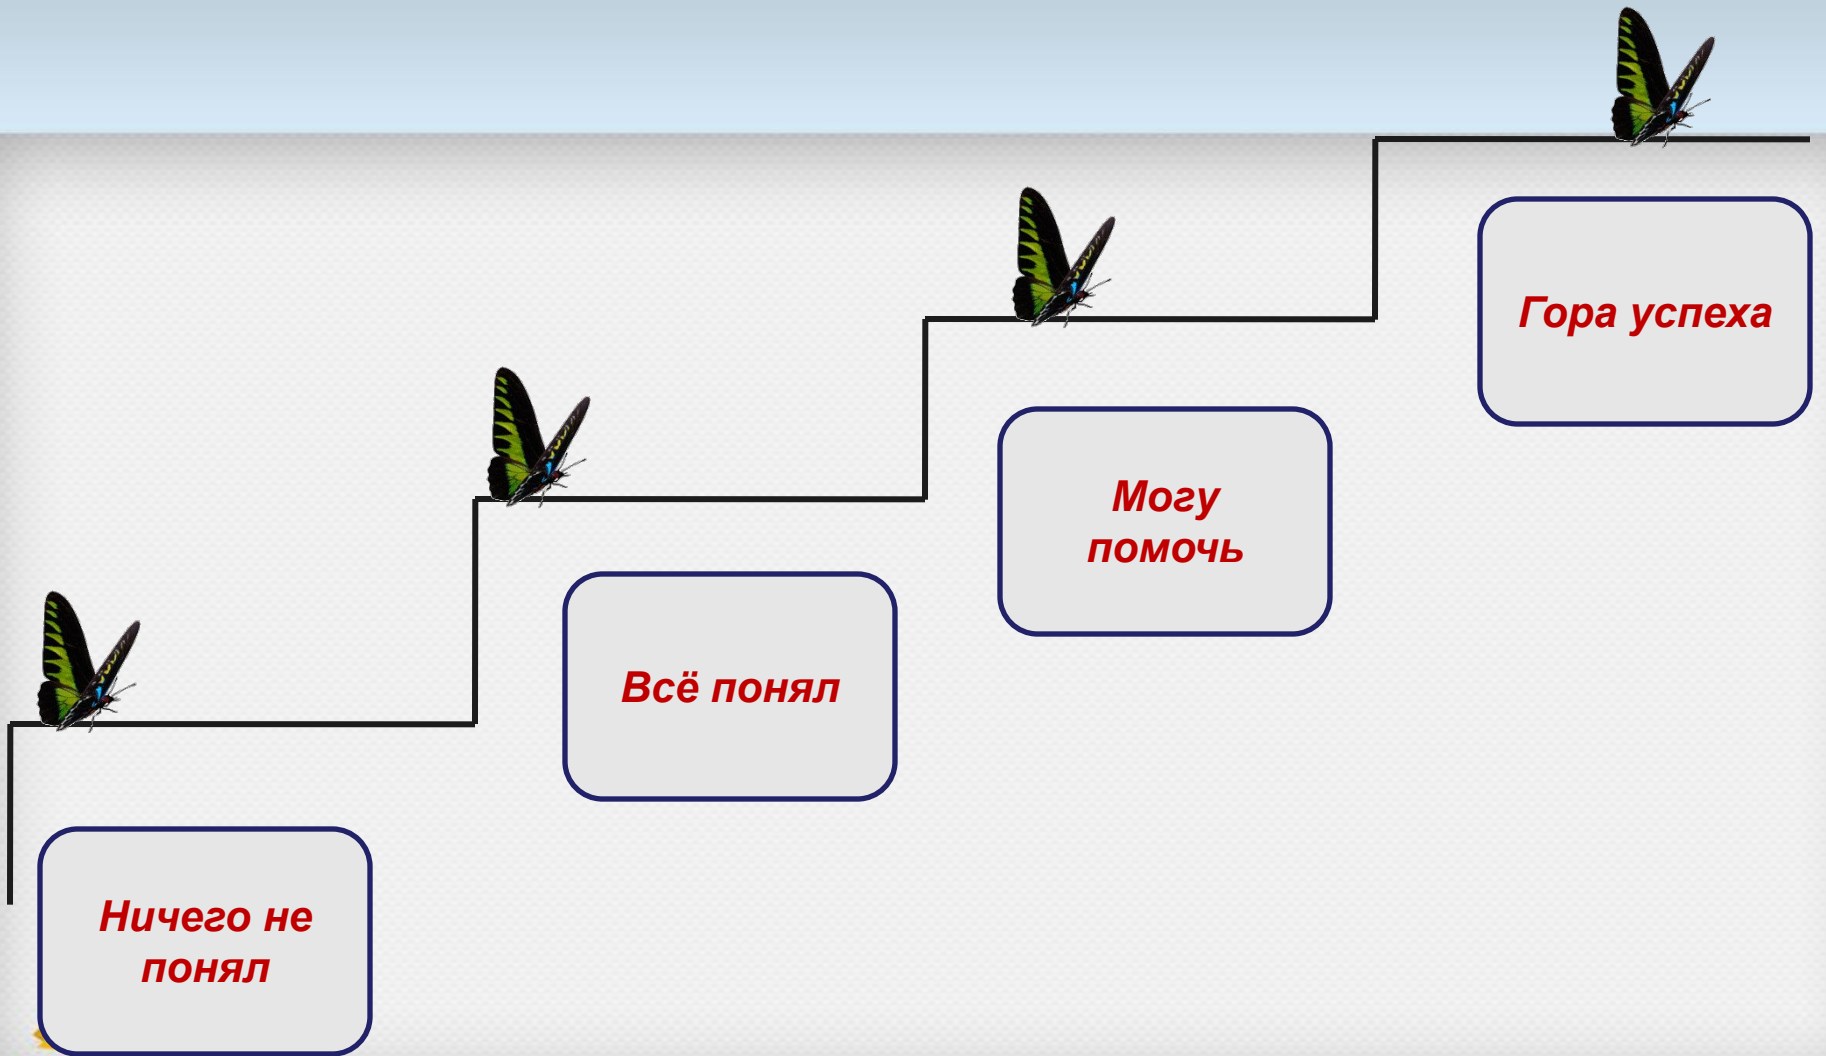 Гора успеха
Могу
помочь
Всё понял
Ничего не
понял